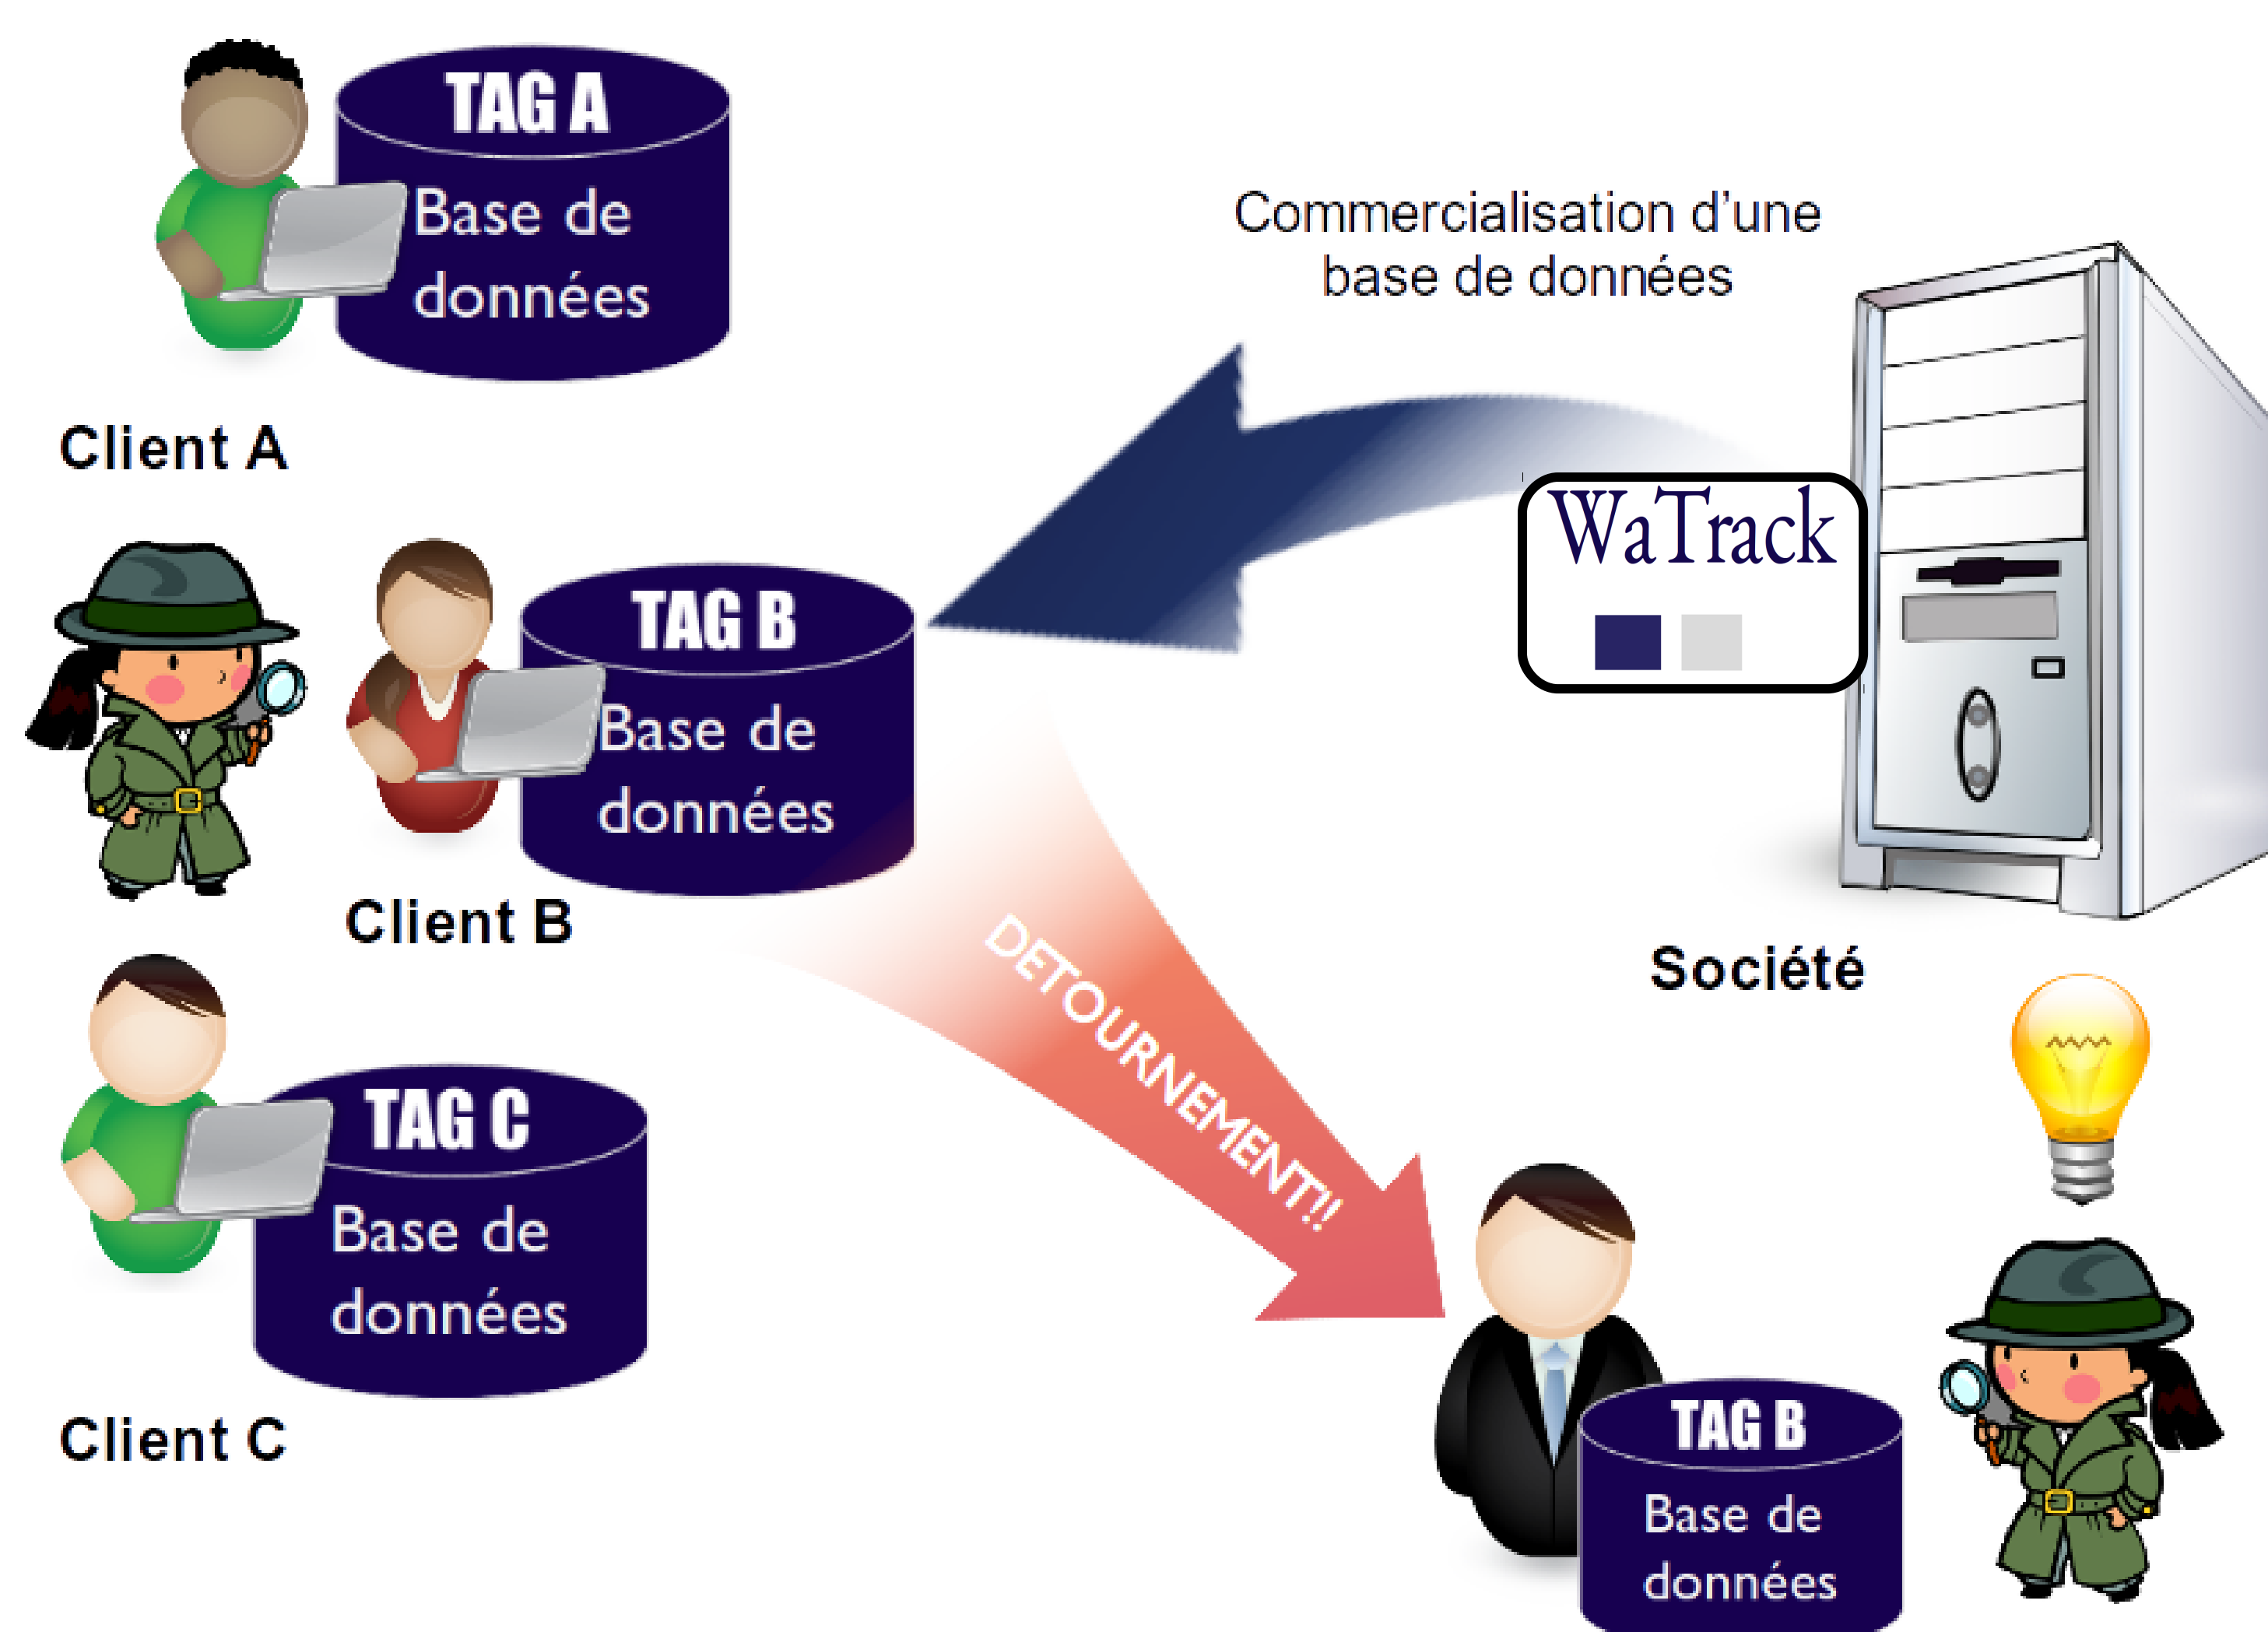 TAG A
Base de
données
Client A
Commercialisation d'une
base de données
WaTrack
TAG B
Base de
données
Client B
Société
DETOURNEMENT!!
TAG C
Base de
données
Client C
TAG B
Base de
données